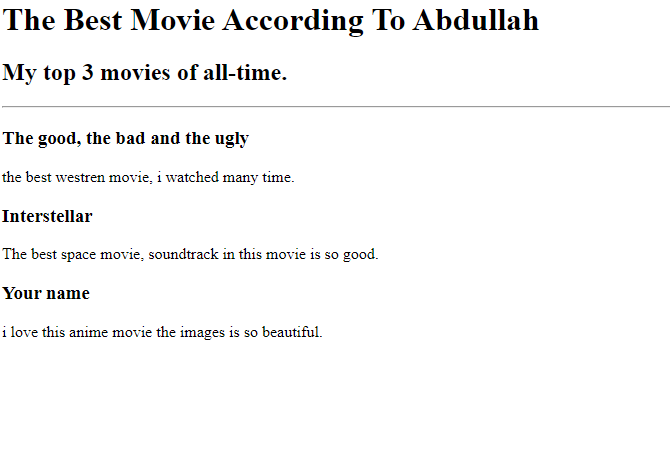 The Best Movie According To Abdullah
My top 3 movies of all-time.
The good, the bad and the ugly
the best westren movie, i watched many time.
Interstellar
The best space movie, soundtrack in this movie is so good.
Your name
i love this anime movie the images is so beautiful.